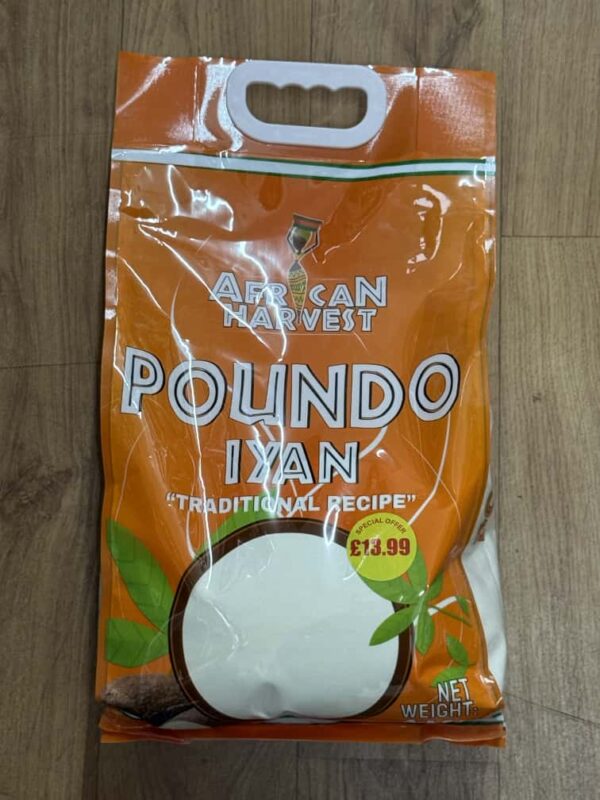 AFRICAN
HARVEST
POUNDO
IYAN
"TRADITIONAL RECIPE"
SPECIAL OFFER
£13.99
NET
WEIGHT: